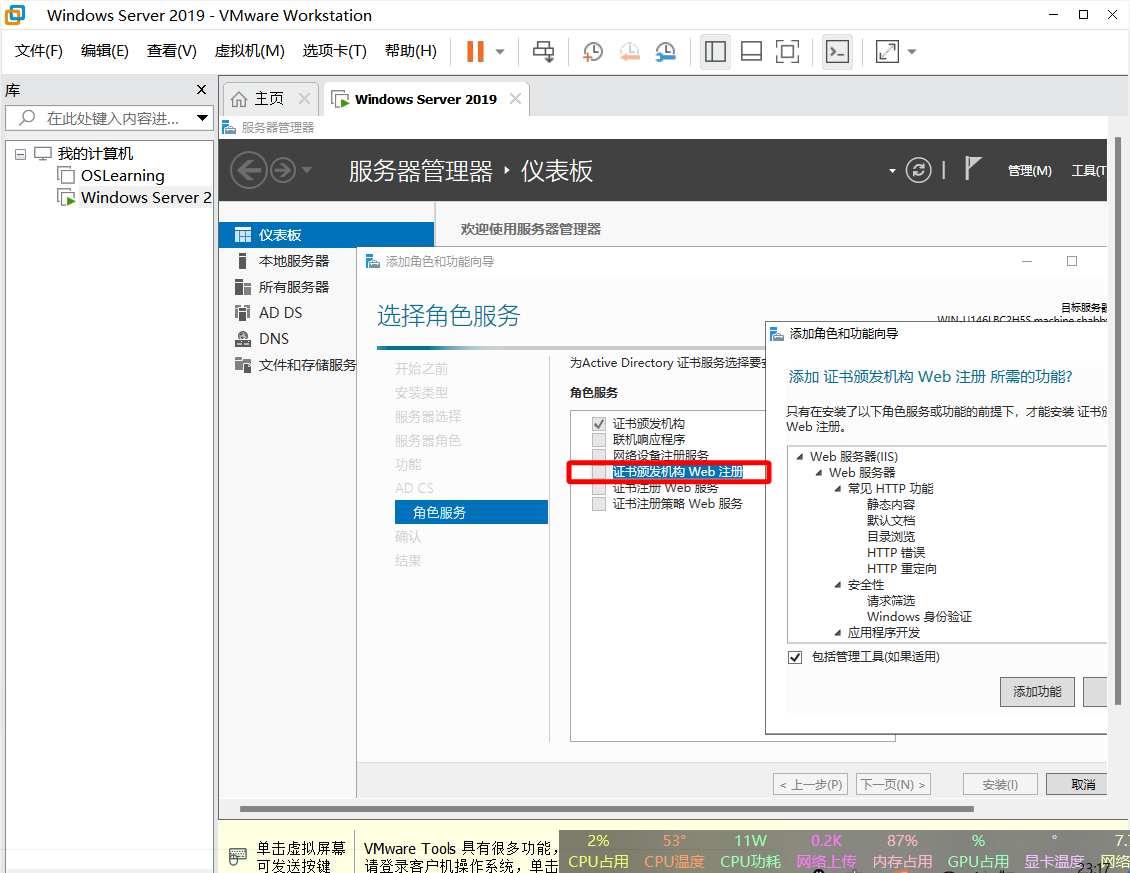 Windows Server 2019 - VMware Workstation
文件(F) 编辑(E) 查看(V) 虚拟机(M) 选项卡(T) 帮助(H)
库
在此处键入内容进...
我的计算机
OSLearning
Windows Server 2
主页
Windows Server 2019
服务器管理器
服务器管理器 仪表板
管理(M) 工具(T
仪表板
本地服务器
所有服务器
AD DS
DNS
文件和存储服务
欢迎使用服务器管理器
添加角色和功能向导
选择角色服务
目标服务器
开始之前
安装类型
服务器选择
服务器角色
功能
AD CS
角色服务
确认
结果
为Active Directory 证书服务选择要安
角色服务
证书颁发机构
联机响应程序
网络设备注册服务
证书颁发机构 Web 注册
证书注册 Web 服务
证书注册策略 Web 服务
添加角色和功能向导
添加 证书颁发机构 Web 注册 所需的功能?
只有在安装了以下角色服务或功能的前提下，才能安装 证书颁
Web 注册。
Web 服务器(IIS)
Web 服务器
常见 HTTP 功能
静态内容
默认文档
目录浏览
HTTP 错误
HTTP 重定向
安全性
请求筛选
Windows 身份验证
应用程序开发
包括管理工具(如果适用)
添加功能
< 上一步(P)
下一页(N) >
安装(I)
取消
单击虚拟屏幕
可发送按键
VMware Tools 具有很多功能，
请登录客户机操作系统，单击
2% 53° 11W 0.2K 87% % ° 7.
CPU占用 CPU温度 CPU功耗 网络上传 内存占用 GPU占用 显卡温度 网络
23:17